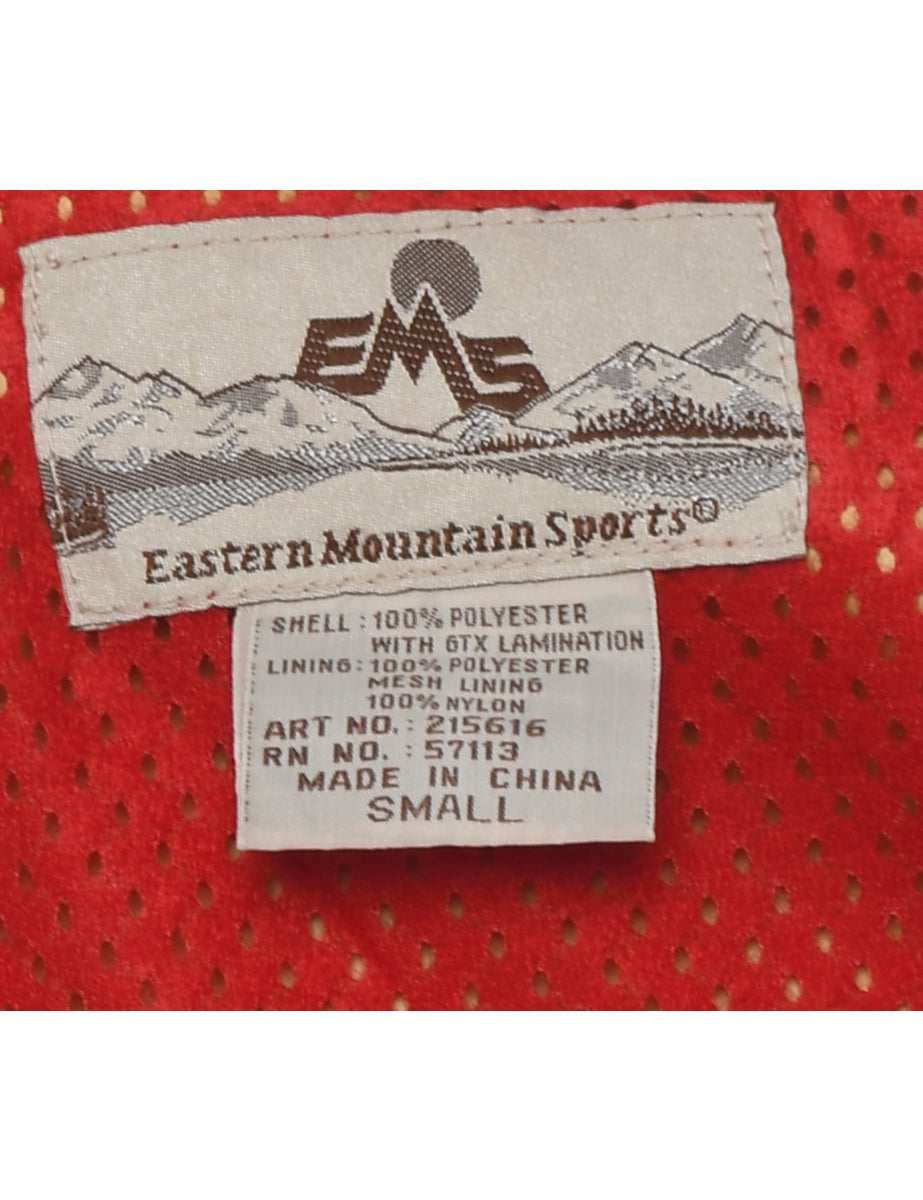 EMS
Eastern Mountain Sports®
SHELL : 100% POLYESTER
WITH GTX LAMINATION
LINING : 100% POLYESTER
MESH LINING
100% NYLON
ART NO. : 215616
RN NO. : 57113
MADE IN CHINA
SMALL